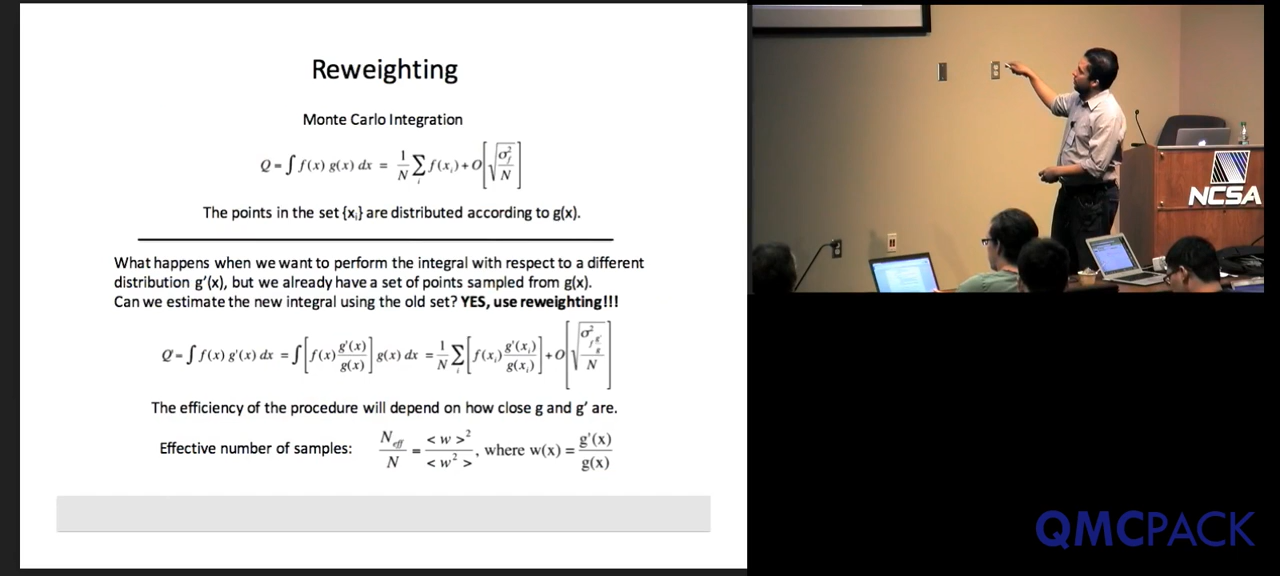 Reweighting
Monte Carlo Integration
Q = ∫ f(x) g(x) dx = 1/N ∑_i f(x_i) + O[√(σ_f^2/N)]
The points in the set {x_i} are distributed according to g(x).
What happens when we want to perform the integral with respect to a different
distribution g'(x), but we already have a set of points sampled from g(x).
Can we estimate the new integral using the old set? YES, use reweighting!!!
Q' = ∫ f(x) g'(x) dx = ∫[f(x) g'(x)/g(x)] g(x) dx = 1/N ∑_i [f(x_i) g'(x_i)/g(x_i)] + O[√(σ^2_{f g'/g}/N)]
The efficiency of the procedure will depend on how close g and g' are.
Effective number of samples: N_eff/N = <w>^2/<w^2>, where w(x) = g'(x)/g(x)
NCSA
QMCPACK